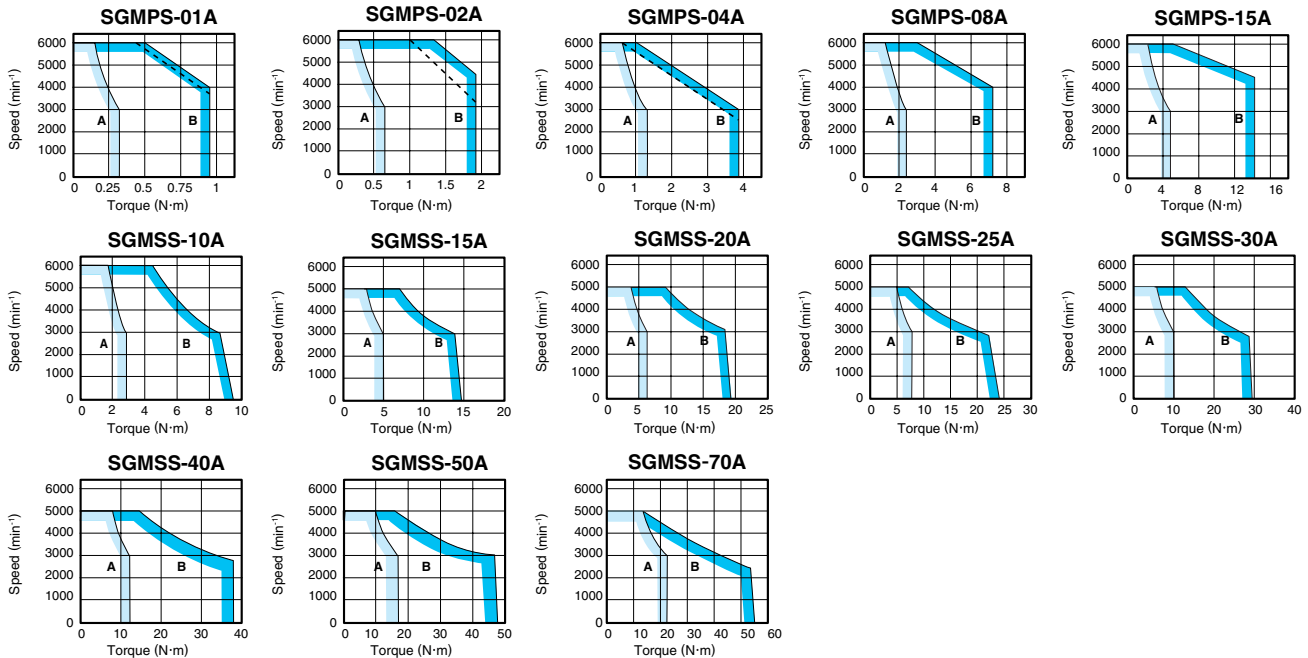 SGMPS-01A
6000
5000
4000
3000
2000
1000
0
Speed (min-1)
A
B
0 0.25 0.5 0.75 1
Torque (N·m)
SGMPS-02A
6000
5000
4000
3000
2000
1000
0
Speed (min-1)
A
B
0 0.5 1 1.5 2
Torque (N·m)
SGMPS-04A
6000
5000
4000
3000
2000
1000
0
Speed (min-1)
A
B
0 1 2 3 4
Torque (N·m)
SGMPS-08A
6000
5000
4000
3000
2000
1000
0
Speed (min-1)
A
B
0 2 4 6 8
Torque (N·m)
SGMPS-15A
6000
5000
4000
3000
2000
1000
0
Speed (min-1)
A
B
0 4 8 12 16
Torque (N·m)
SGMSS-10A
6000
5000
4000
3000
2000
1000
0
Speed (min-1)
A
B
0 2 4 6 8 10
Torque (N·m)
SGMSS-15A
6000
5000
4000
3000
2000
1000
0
Speed (min-1)
A
B
0 5 10 15 20
Torque (N·m)
SGMSS-20A
6000
5000
4000
3000
2000
1000
0
Speed (min-1)
A
B
0 5 10 15 20 25
Torque (N·m)
SGMSS-25A
6000
5000
4000
3000
2000
1000
0
Speed (min-1)
A
B
0 5 10 15 20 25 30
Torque (N·m)
SGMSS-30A
6000
5000
4000
3000
2000
1000
0
Speed (min-1)
A
B
0 10 20 30 40
Torque (N·m)
SGMSS-40A
6000
5000
4000
3000
2000
1000
0
Speed (min-1)
A
B
0 10 20 30 40
Torque (N·m)
SGMSS-50A
6000
5000
4000
3000
2000
1000
0
Speed (min-1)
A
B
0 10 20 30 40 50
Torque (N·m)
SGMSS-70A
6000
5000
4000
3000
2000
1000
0
Speed (min-1)
A
B
0 10 20 30 40 50 60
Torque (N·m)